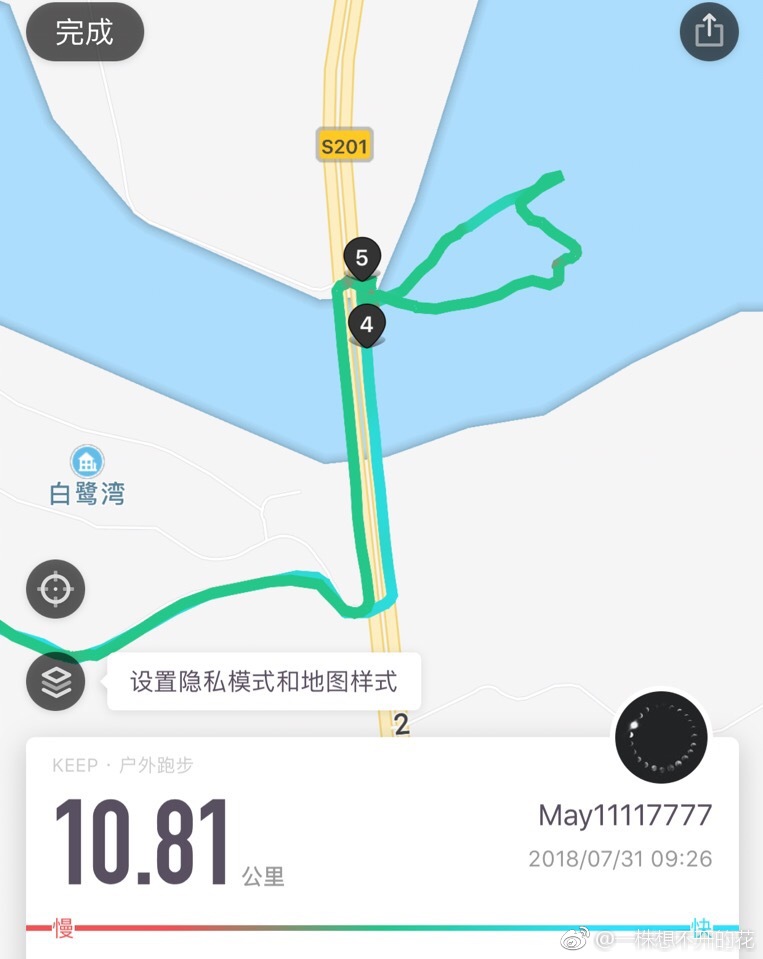 完成
S201
5
4
白鹭湾
设置隐私模式和地图样式
2
KEEP · 户外跑步
10.81 公里
May11117777
2018/07/31 09:26
慢
快
@一株想不开的花